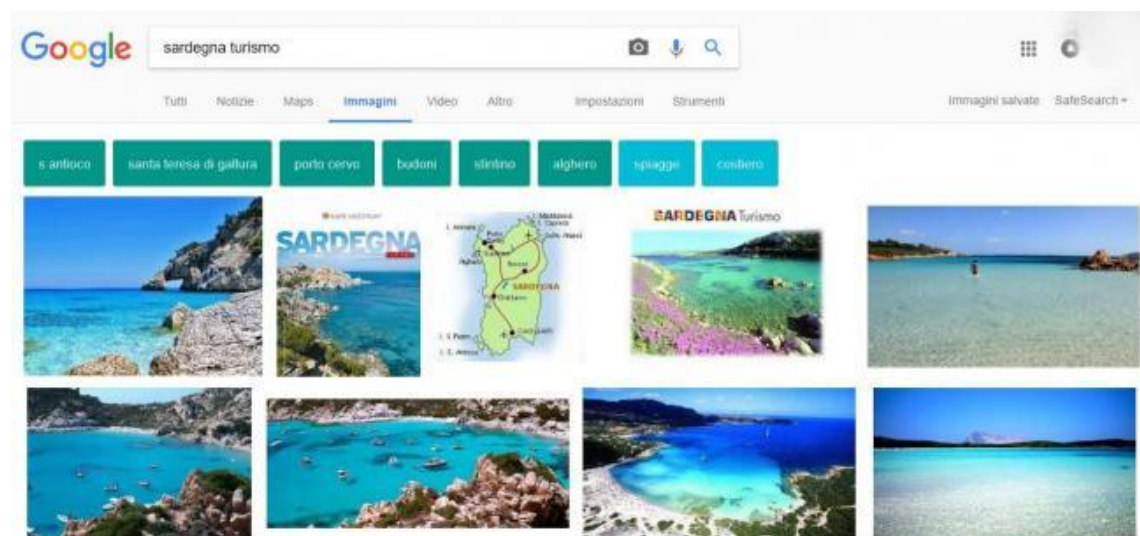 Google
sardegna turismo
Tutti Notizie Maps Immagini Video Altro Impostazioni Strumenti Immagini salvate SafeSearch
s antioco santa teresa di gallura porto cervo budoni stintino alghero spiagge costiero
SARDEGNA
SARDEGNA
SARDEGNA Turismo